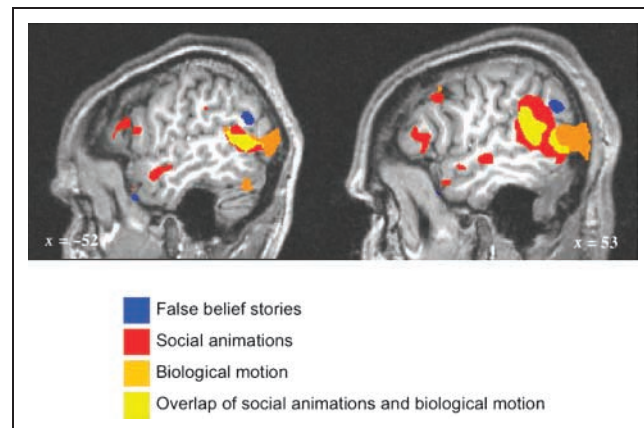 x = –52
x = 53
False belief stories
Social animations
Biological motion
Overlap of social animations and biological motion